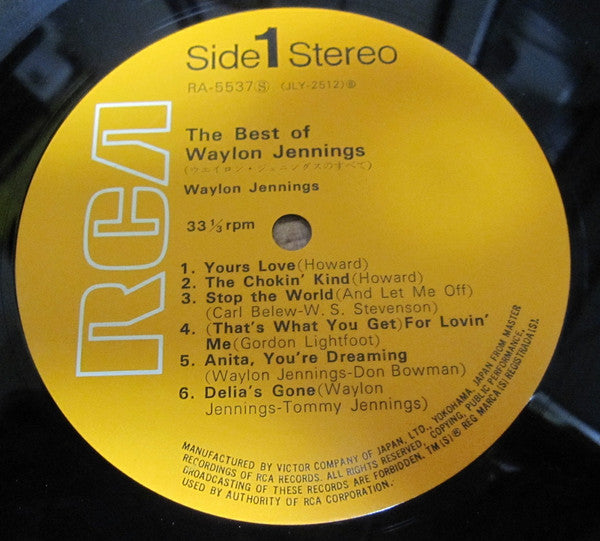 RCA
Side 1 Stereo
RA-5537Ⓢ (JLY-2512)Ⓑ
The Best of
Waylon Jennings
(ウエイロン・ジェニングスのすべて)
Waylon Jennings
33 1/3 rpm
1. Yours Love(Howard)
2. The Chokin' Kind(Howard)
3. Stop the World(And Let Me Off)
(Carl Belew-W. S. Stevenson)
4. (That's What You Get)For Lovin'
Me(Gordon Lightfoot)
5. Anita, You're Dreaming
(Waylon Jennings-Don Bowman)
6. Delia's Gone(Waylon
Jennings-Tommy Jennings)
MANUFACTURED BY VICTOR COMPANY OF JAPAN, LTD., YOKOHAMA, JAPAN FROM MASTER
RECORDINGS OF RCA RECORDS. ALL RIGHTS RESERVED, COPYING, PUBLIC PERFORMANCE,
BROADCASTING OF THESE RECORDS ARE FORBIDDEN. TM(S)® REG MARCA(S) REGISTRADA(S).
USED BY AUTHORITY OF RCA CORPORATION.